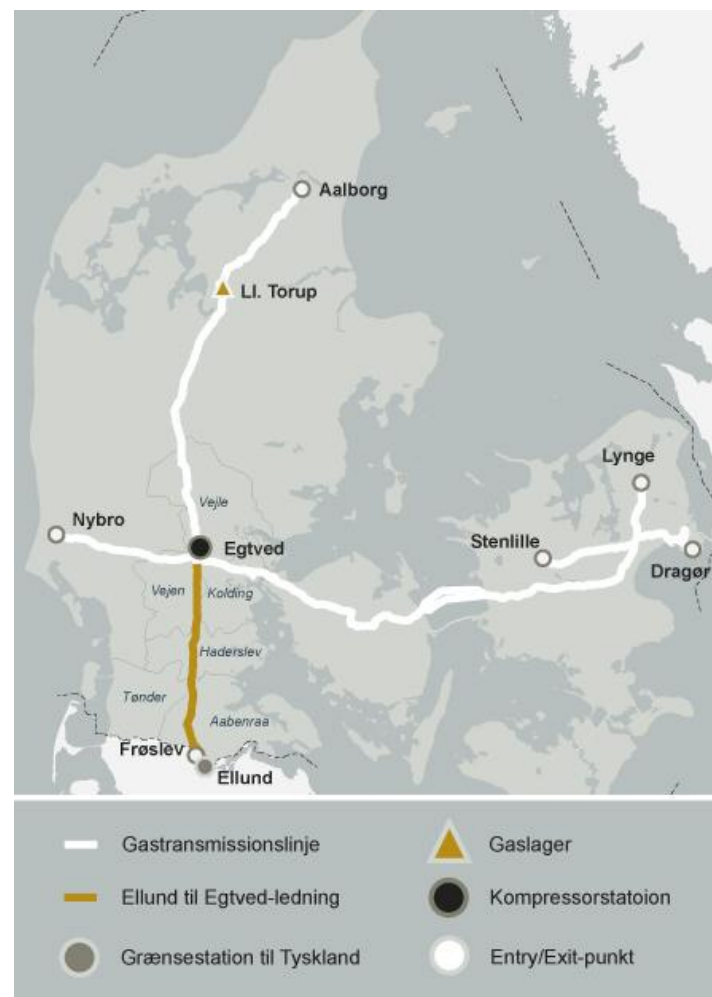 Aalborg
Ll. Torup
Lynge
Vejle
Nybro
Egtved
Stenlille
Dragør
Vejen
Kolding
Haderslev
Tønder
Aabenraa
Frøslev
Ellund
Gastransmissionslinje
Gaslager
Ellund til Egtved-ledning
Kompressorstatoion
Grænsestation til Tyskland
Entry/Exit-punkt